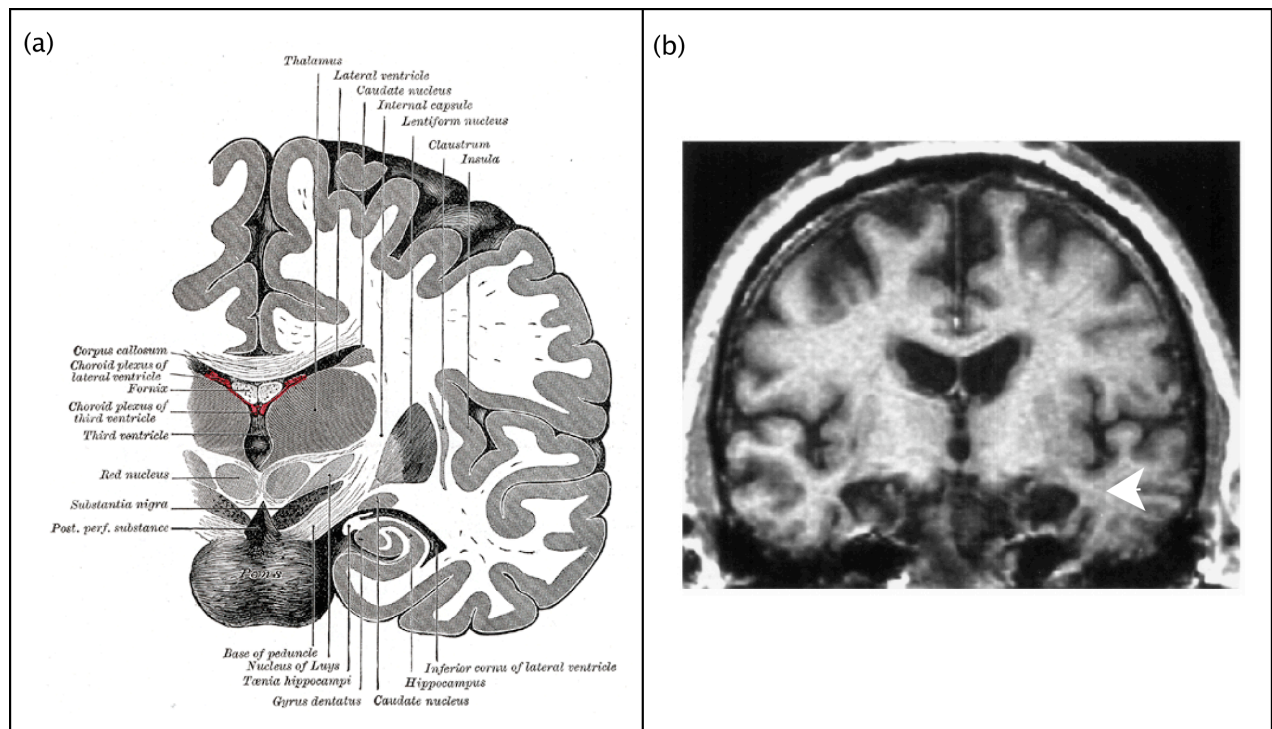 (a)
(b)
Thalamus
Lateral ventricle
Caudate nucleus
Internal capsule
Lentiform nucleus
Claustrum
Insula
Corpus callosum
Choroid plexus of
lateral ventricle
Fornix
Choroid plexus of
third ventricle
Third ventricle
Red nucleus
Substantia nigra
Post. perf. substance
Pons
Base of peduncle
Nucleus of Luys
Tænia hippocampi
Gyrus dentatus
Caudate nucleus
Hippocampus
Inferior cornu of lateral ventricle